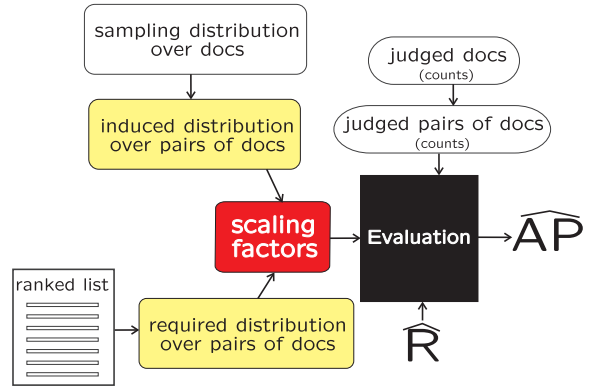 sampling distribution
over docs
judged docs
(counts)
induced distribution
over pairs of docs
judged pairs of docs
(counts)
scaling
factors
Evaluation
AP
ranked list
required distribution
over pairs of docs
R